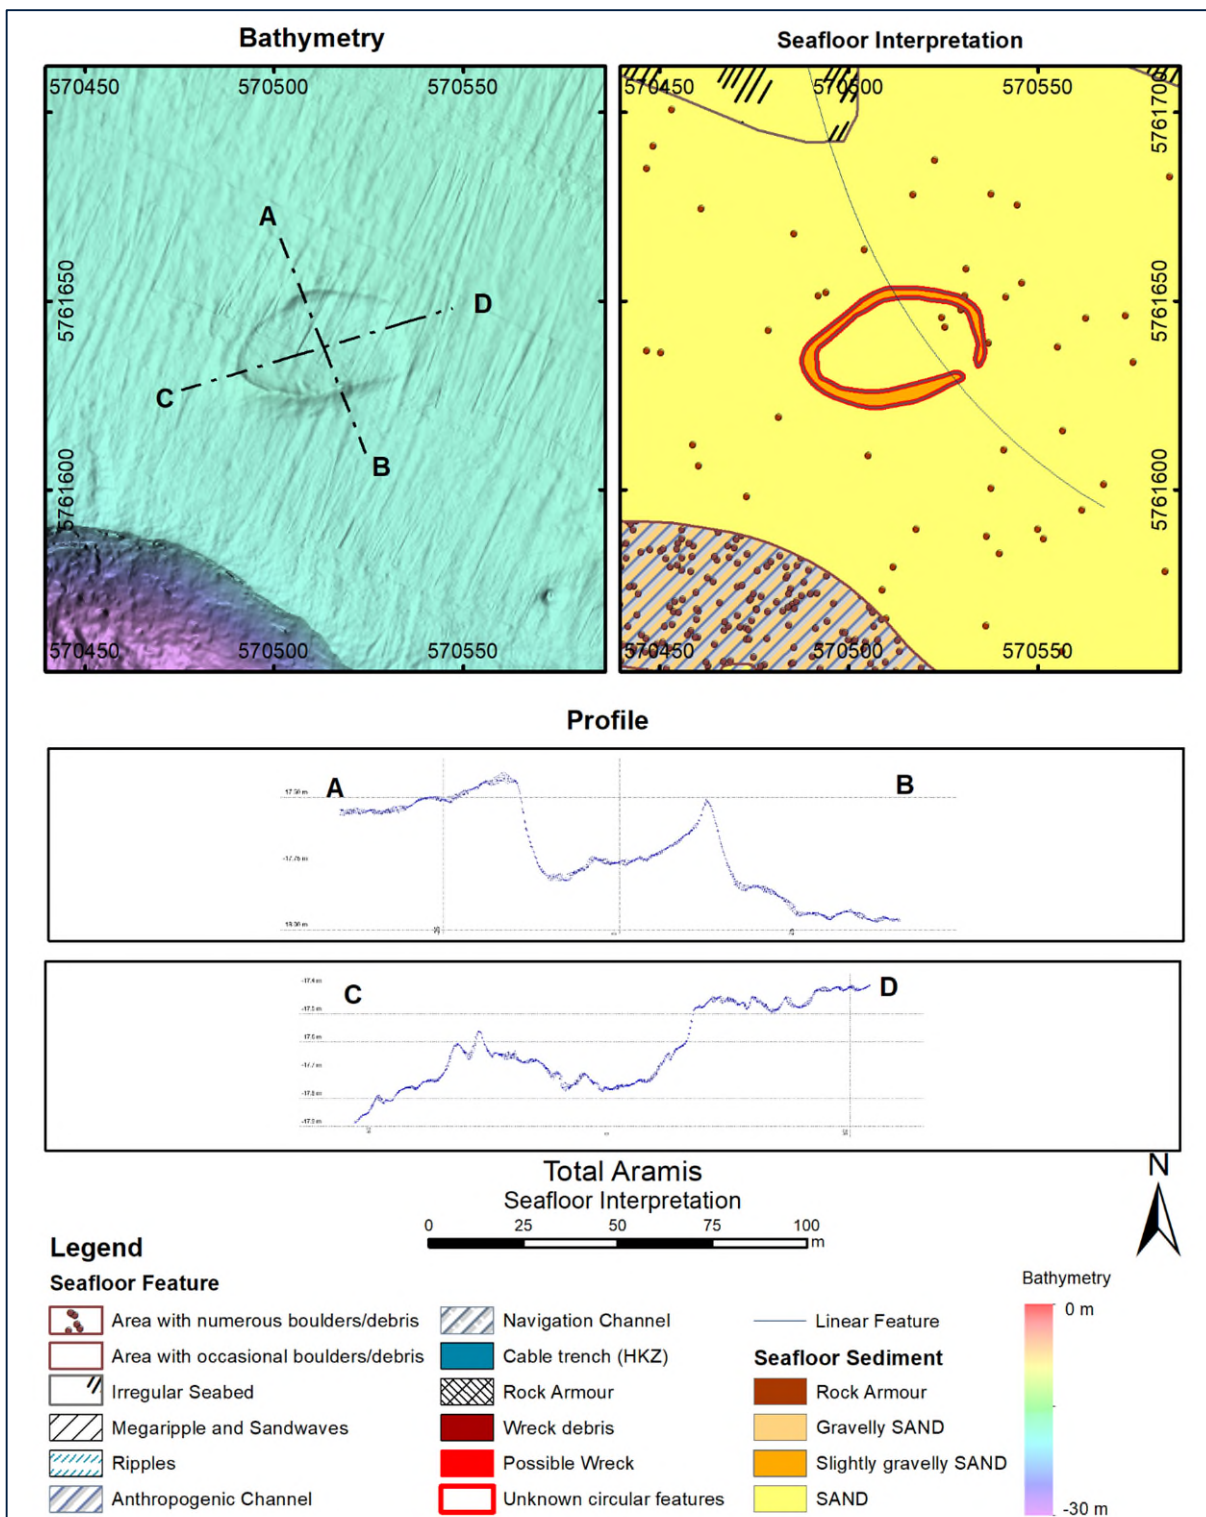 Bathymetry
Seafloor Interpretation
570450 570500 570550
5761650
5761600
A
D
C
B
570450 570500 570550
570450 570500 570550
5761700
5761650
5761600
570450 570500 570550
Profile
A
B
-17.75 m
C
D
Total Aramis
Seafloor Interpretation
0 25 50 75 100
m
N
Legend
Seafloor Feature
Area with numerous boulders/debris
Area with occasional boulders/debris
Irregular Seabed
Megaripple and Sandwaves
Ripples
Anthropogenic Channel
Navigation Channel
Cable trench (HKZ)
Rock Armour
Wreck debris
Possible Wreck
Unknown circular features
Linear Feature
Seafloor Sediment
Rock Armour
Gravelly SAND
Slightly gravelly SAND
SAND
Bathymetry
0 m
-30 m